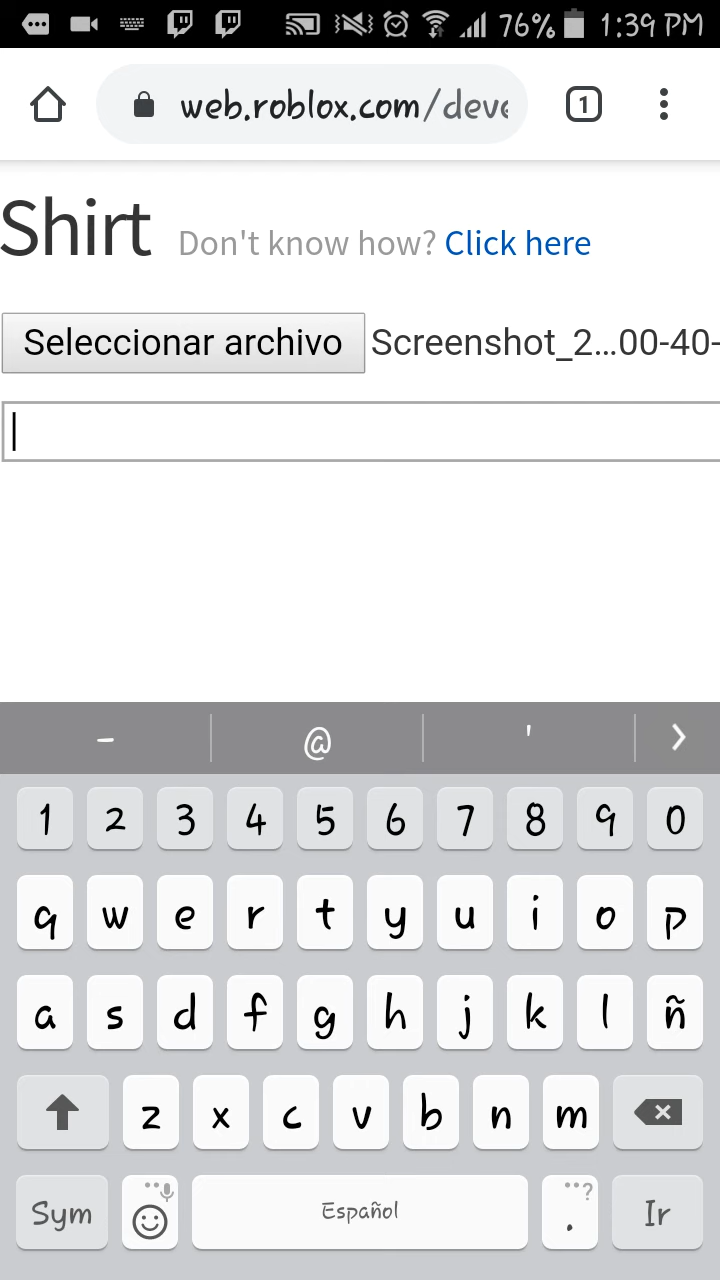 76% 1:39 PM
web.roblox.com/deve
1
Shirt Don't know how? Click here
Seleccionar archivo Screenshot_2...00-40-
- @ '
1 2 3 4 5 6 7 8 9 0
q w e r t y u i o p
a s d f g h j k l ñ
z x c v b n m
Sym Español . ? Ir